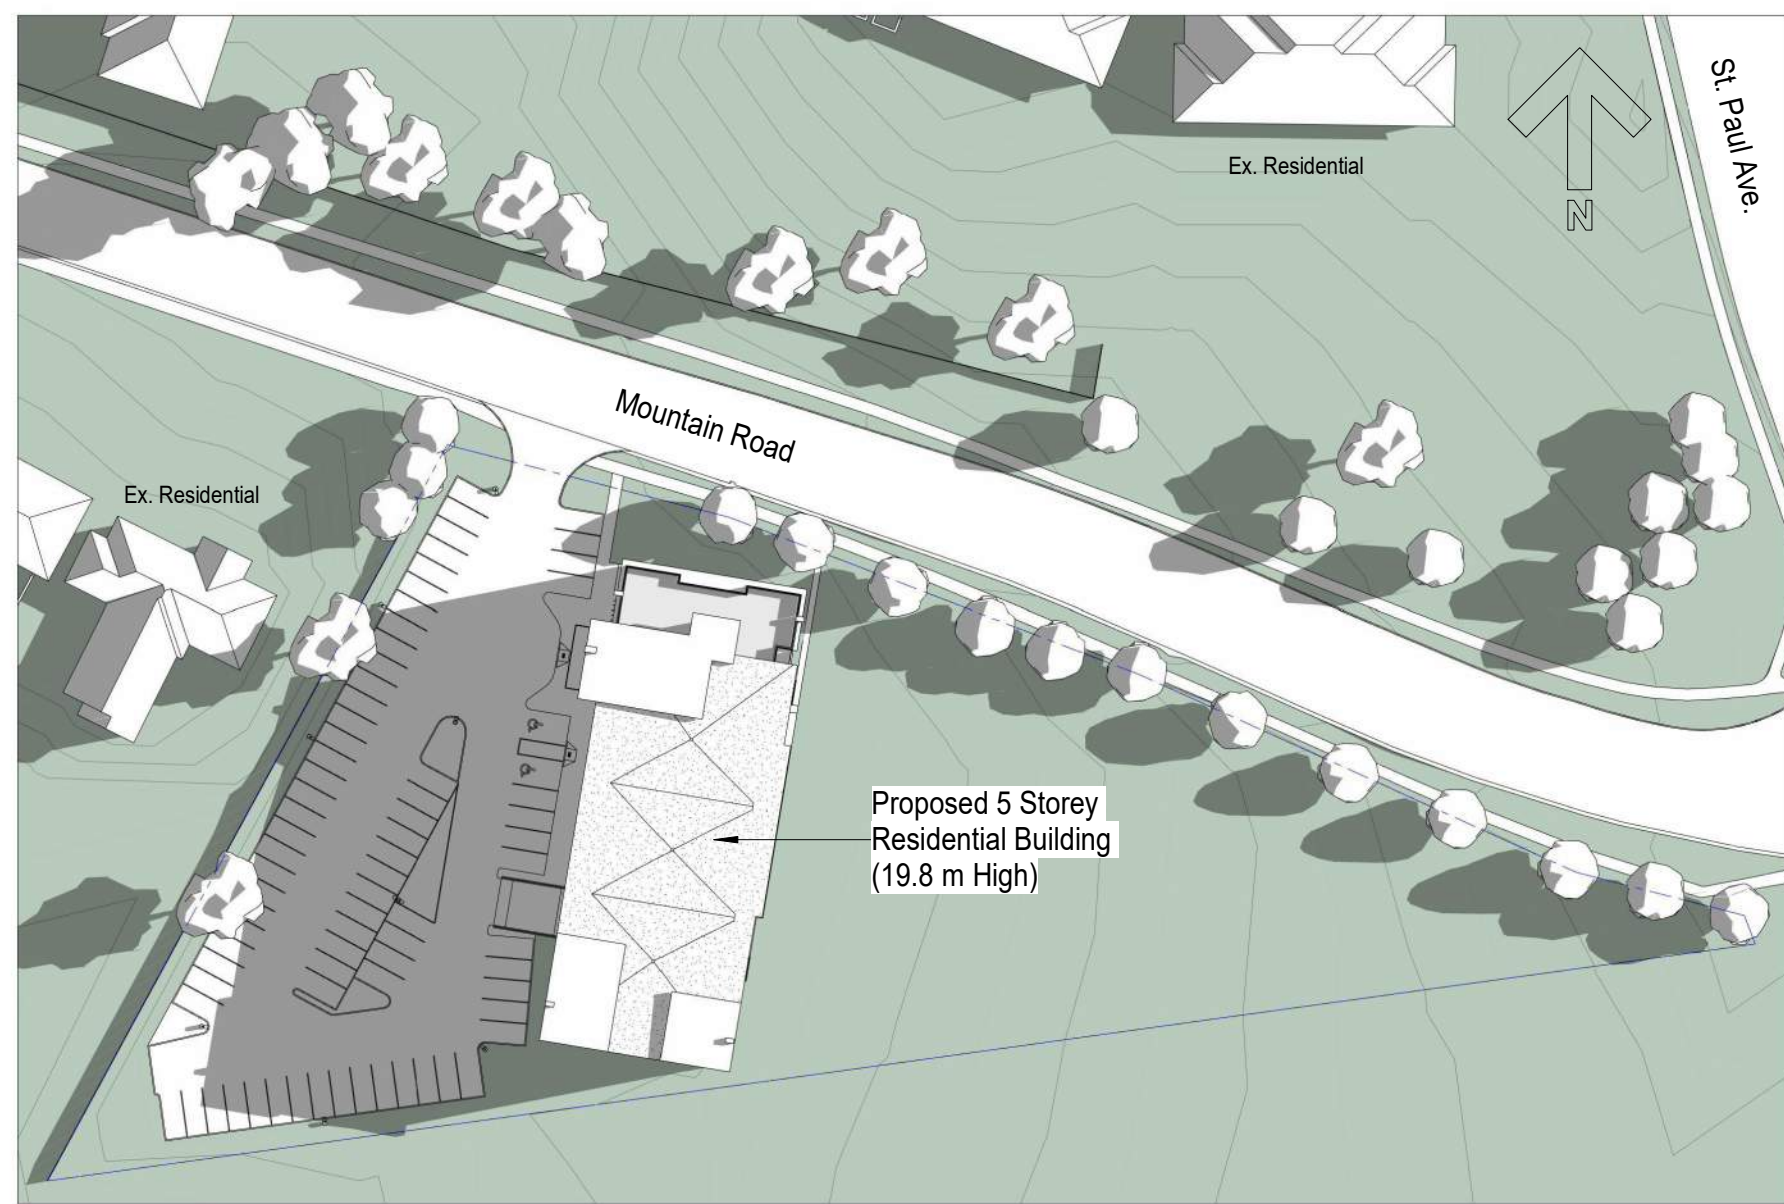 St. Paul Ave.
Ex. Residential
N
Mountain Road
Ex. Residential
Proposed 5 Storey
Residential Building
(19.8 m High)